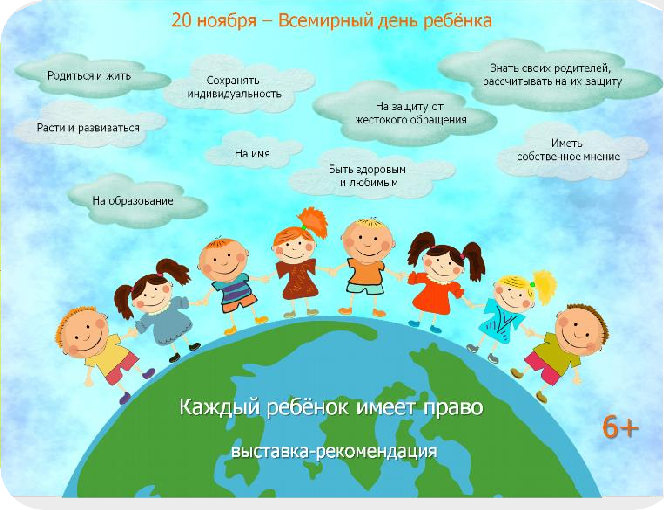 20 ноября – Всемирный день ребёнка
Родиться и жить
Сохранять
индивидуальность
На защиту от
жестокого обращения
Знать своих родителей,
рассчитывать на их защиту
Расти и развиваться
На имя
Быть здоровым
и любимым
Иметь
собственное мнение
На образование
Каждый ребёнок имеет право
выставка-рекомендация
6+